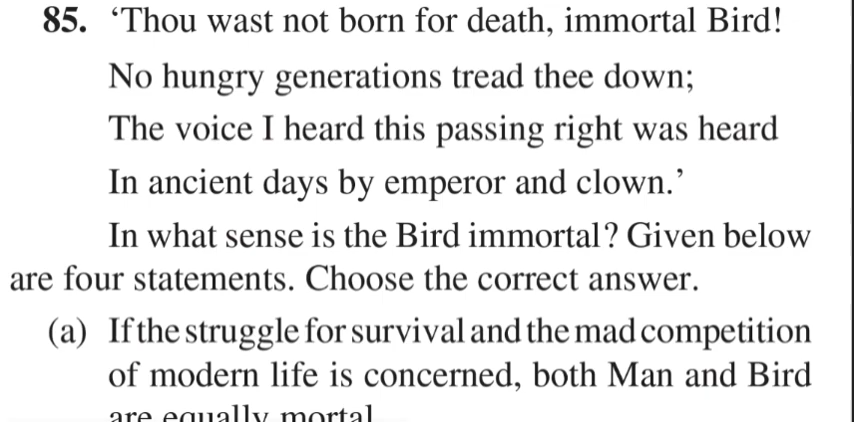 85. ‘Thou wast not born for death, immortal Bird!
No hungry generations tread thee down;
The voice I heard this passing right was heard
In ancient days by emperor and clown.’
In what sense is the Bird immortal? Given below
are four statements. Choose the correct answer.
(a) If the struggle for survival and the mad competition
of modern life is concerned, both Man and Bird
are equally mortal